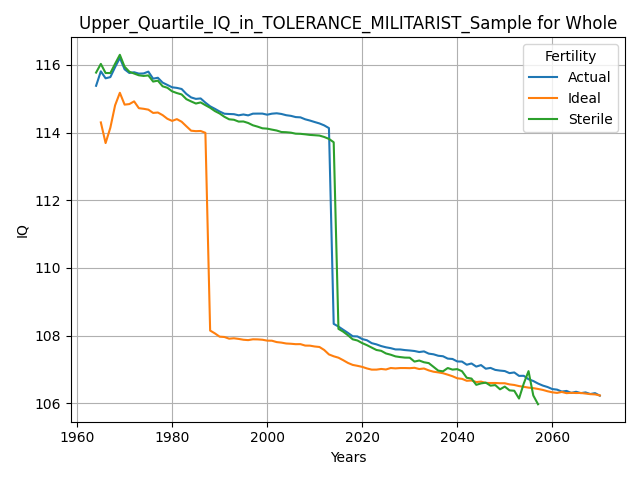 Upper_Quartile_IQ_in_TOLERANCE_MILITARIST_Sample for Whole
Fertility
Actual
Ideal
Sterile
116
114
112
110
108
106
IQ
1960
1980
2000
2020
2040
2060
Years